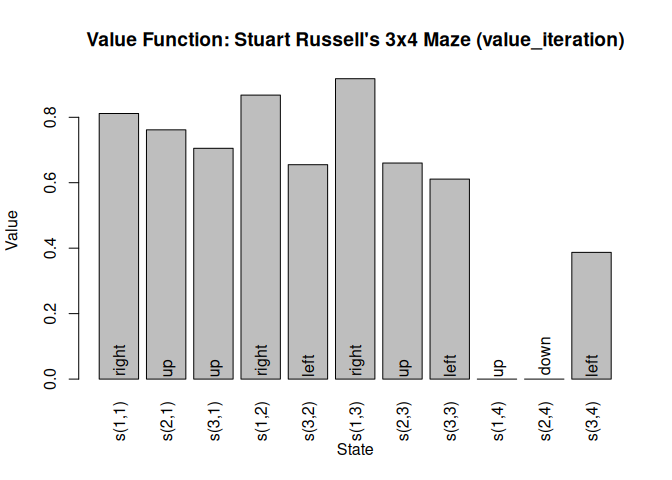 Value Function: Stuart Russell's 3x4 Maze (value_iteration)
Value
0.8
0.6
0.4
0.2
0.0
right
up
up
right
left
right
up
left
up
down
left
s(1,1)
s(2,1)
s(3,1)
s(1,2)
s(3,2)
s(1,3)
s(2,3)
s(3,3)
s(1,4)
s(2,4)
s(3,4)
State